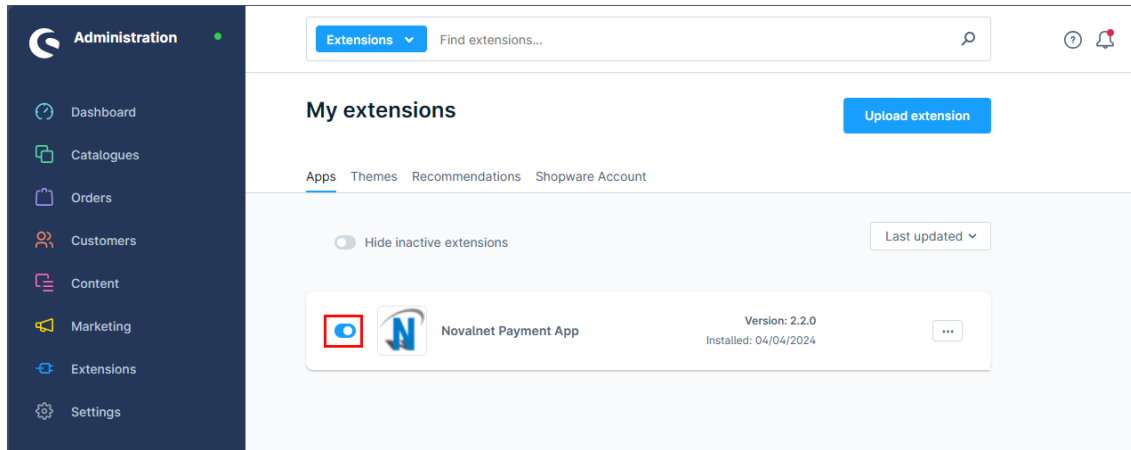 Administration
Dashboard
Catalogues
Orders
Customers
Content
Marketing
Extensions
Settings
Extensions
Find extensions...
My extensions
Upload extension
Apps Themes Recommendations Shopware Account
Hide inactive extensions
Last updated
Novalnet Payment App
Version: 2.2.0
Installed: 04/04/2024